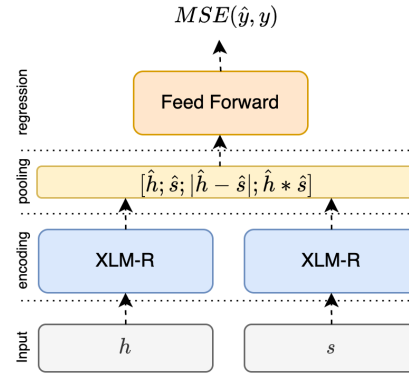 MSE(ŷ, y)
regression
Feed Forward
pooling
[ĥ; ŝ; |ĥ − ŝ|; ĥ * ŝ]
encoding
XLM-R
XLM-R
Input
h
s